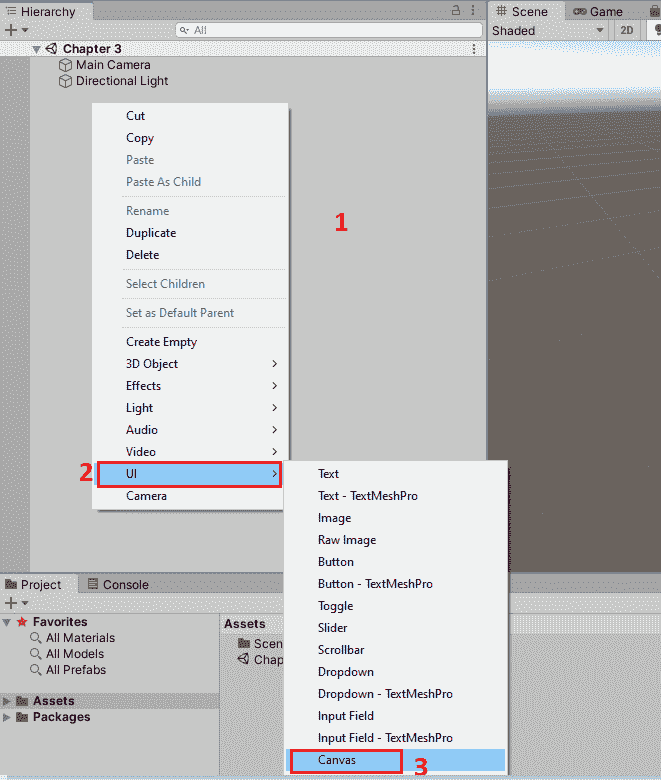 Hierarchy
All
Chapter 3
Main Camera
Directional Light
1
Cut
Copy
Paste
Paste As Child
Rename
Duplicate
Delete
Select Children
Set as Default Parent
Create Empty
3D Object
Effects
Light
Audio
Video
2 UI
Camera
Text
Text - TextMeshPro
Image
Raw Image
Button
Button - TextMeshPro
Toggle
Slider
Scrollbar
Dropdown
Dropdown - TextMeshPro
Input Field
Input Field - TextMeshPro
Canvas 3
Scene Game
Shaded 2D
Project Console
Favorites
All Materials
All Models
All Prefabs
Assets
Packages
Assets
Scen
Chap